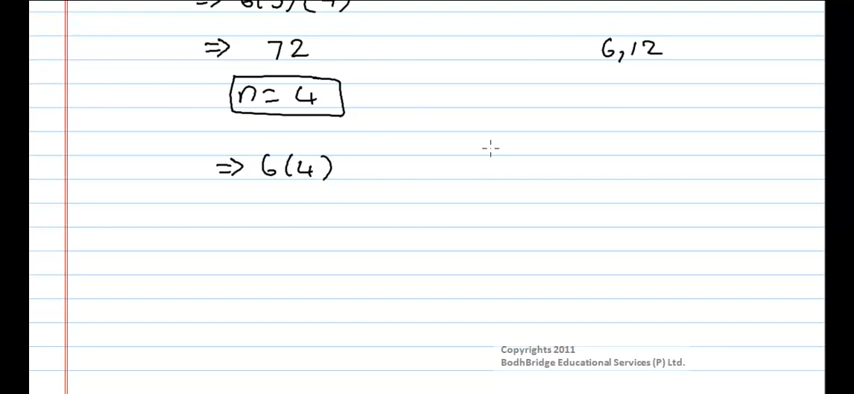 ⇒ 72
6,12
n = 4
⇒ 6(4)
Copyrights 2011
BodhBridge Educational Services (P) Ltd.